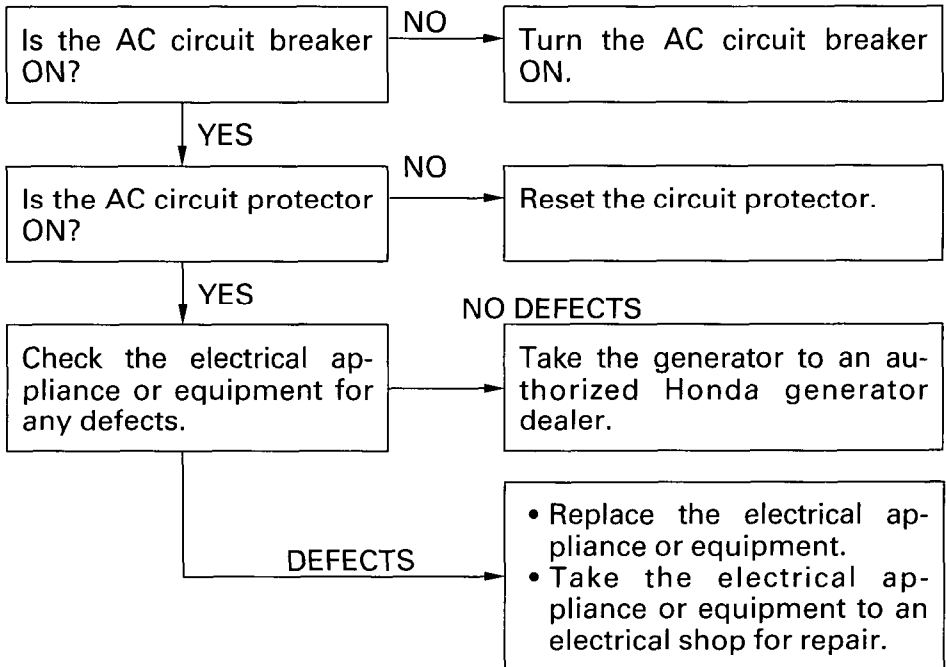 Is the AC circuit breaker
ON?
NO
Turn the AC circuit breaker
ON.
YES
Is the AC circuit protector
ON?
NO
Reset the circuit protector.
YES
Check the electrical ap-
pliance or equipment for
any defects.
NO DEFECTS
Take the generator to an au-
thorized Honda generator
dealer.
DEFECTS
• Replace the electrical ap-
pliance or equipment.
• Take the electrical ap-
pliance or equipment to an
electrical shop for repair.